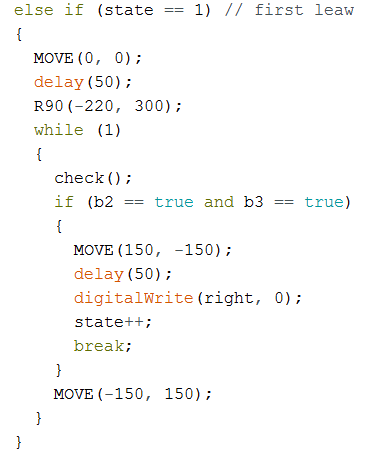 else if (state == 1) // first leaw
{
  MOVE(0, 0);
  delay(50);
  R90(-220, 300);
  while (1)
  {
    check();
    if (b2 == true and b3 == true)
    {
      MOVE(150, -150);
      delay(50);
      digitalWrite(right, 0);
      state++;
      break;
    }
    MOVE(-150, 150);
  }
}